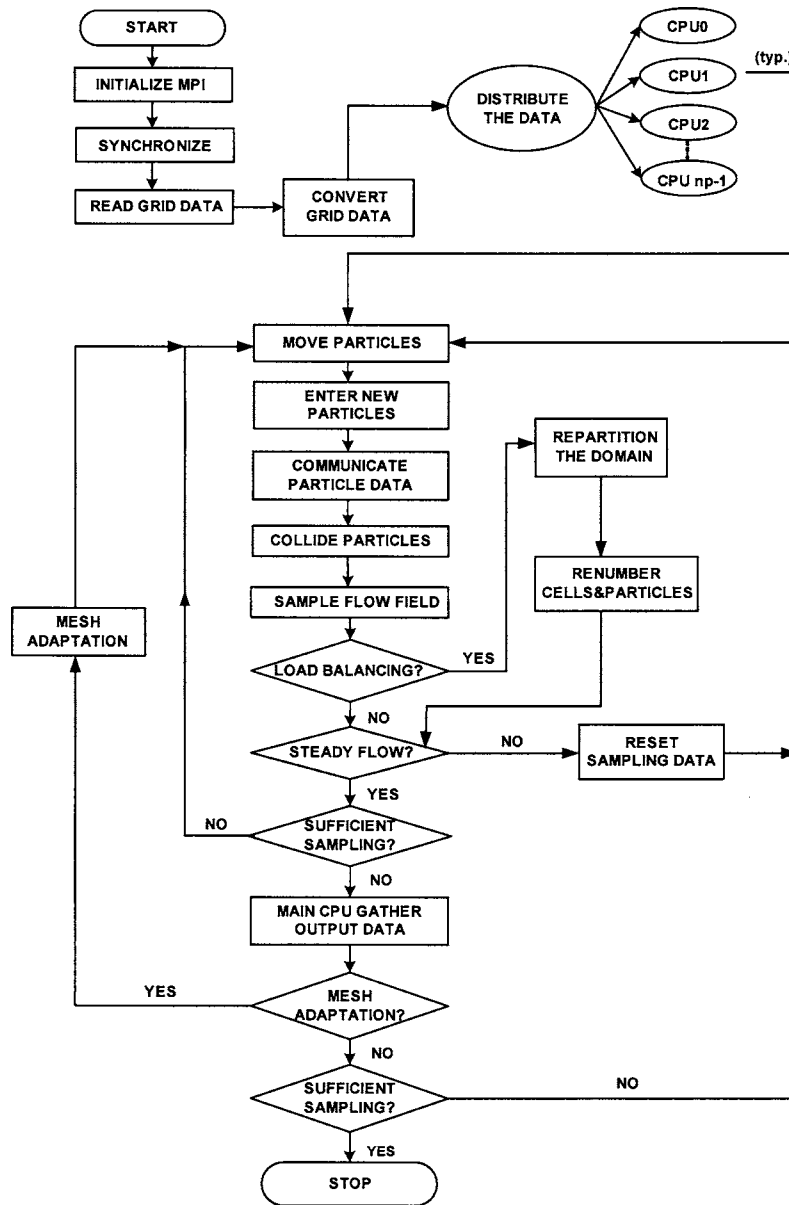 START
INITIALIZE MPI
SYNCHRONIZE
READ GRID DATA
CONVERT
GRID DATA
DISTRIBUTE
THE DATA
CPU0
CPU1
CPU2
CPU np-1
(typ.)
MOVE PARTICLES
ENTER NEW
PARTICLES
COMMUNICATE
PARTICLE DATA
COLLIDE PARTICLES
SAMPLE FLOW FIELD
LOAD BALANCING?
YES
REPARTITION
THE DOMAIN
RENUMBER
CELLS&PARTICLES
MESH
ADAPTATION
NO
STEADY FLOW?
NO
RESET
SAMPLING DATA
YES
SUFFICIENT
SAMPLING?
NO
NO
MAIN CPU GATHER
OUTPUT DATA
MESH
ADAPTATION?
YES
NO
SUFFICIENT
SAMPLING?
NO
YES
STOP